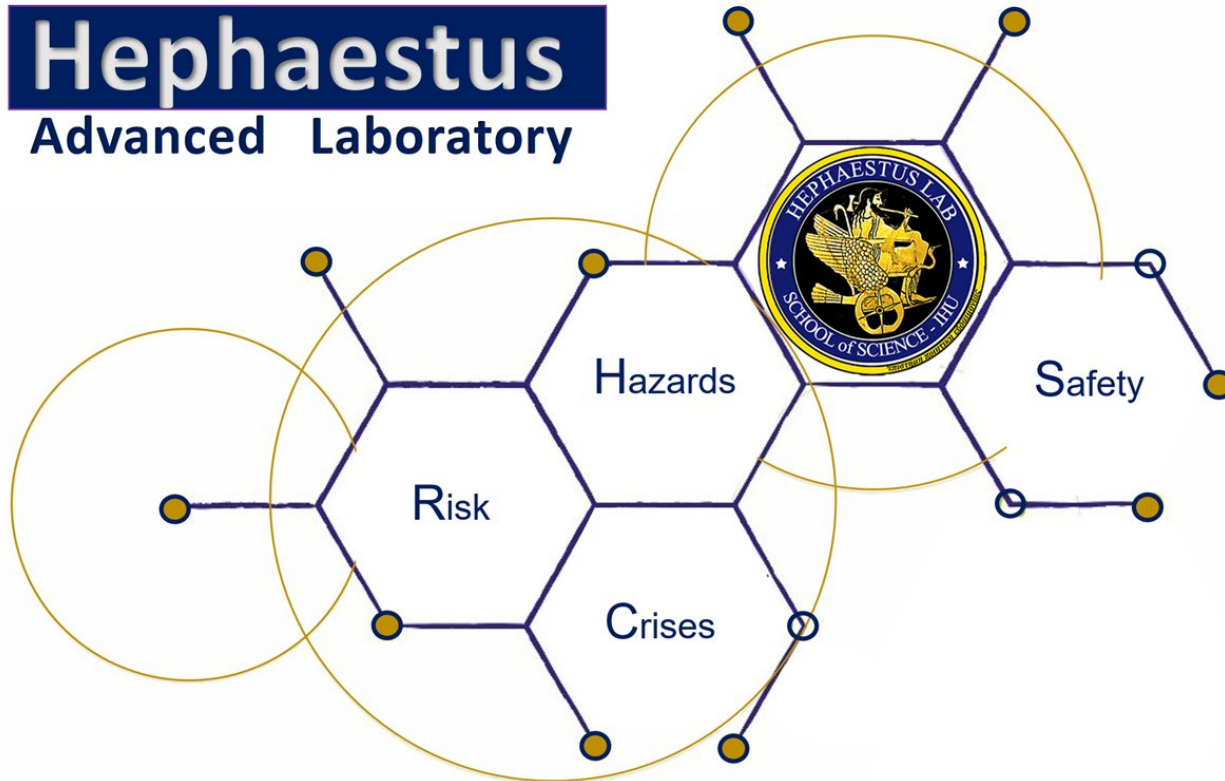 Hephaestus
Advanced Laboratory
HEPHAESTUS LAB
SCHOOL of SCIENCE - IHU
Hazards
Safety
Risk
Crises